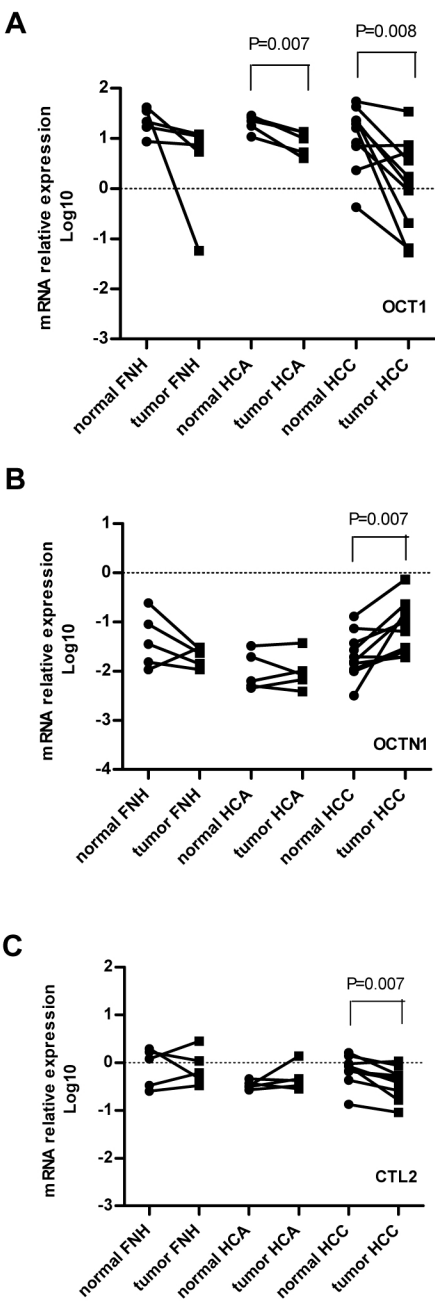 A
P=0.007
P=0.008
2
1
0
-1
-2
-3
mRNA relative expression
Log10
OCT1
normal FNH
tumor FNH
normal HCA
tumor HCA
normal HCC
tumor HCC
B
P=0.007
1
0
-1
-2
-3
-4
mRNA relative expression
Log10
OCTN1
normal FNH
tumor FNH
normal HCA
tumor HCA
normal HCC
tumor HCC
C
P=0.007
2
1
0
-1
-2
-3
mRNA relative expression
Log10
CTL2
normal FNH
tumor FNH
normal HCA
tumor HCA
normal HCC
tumor HCC